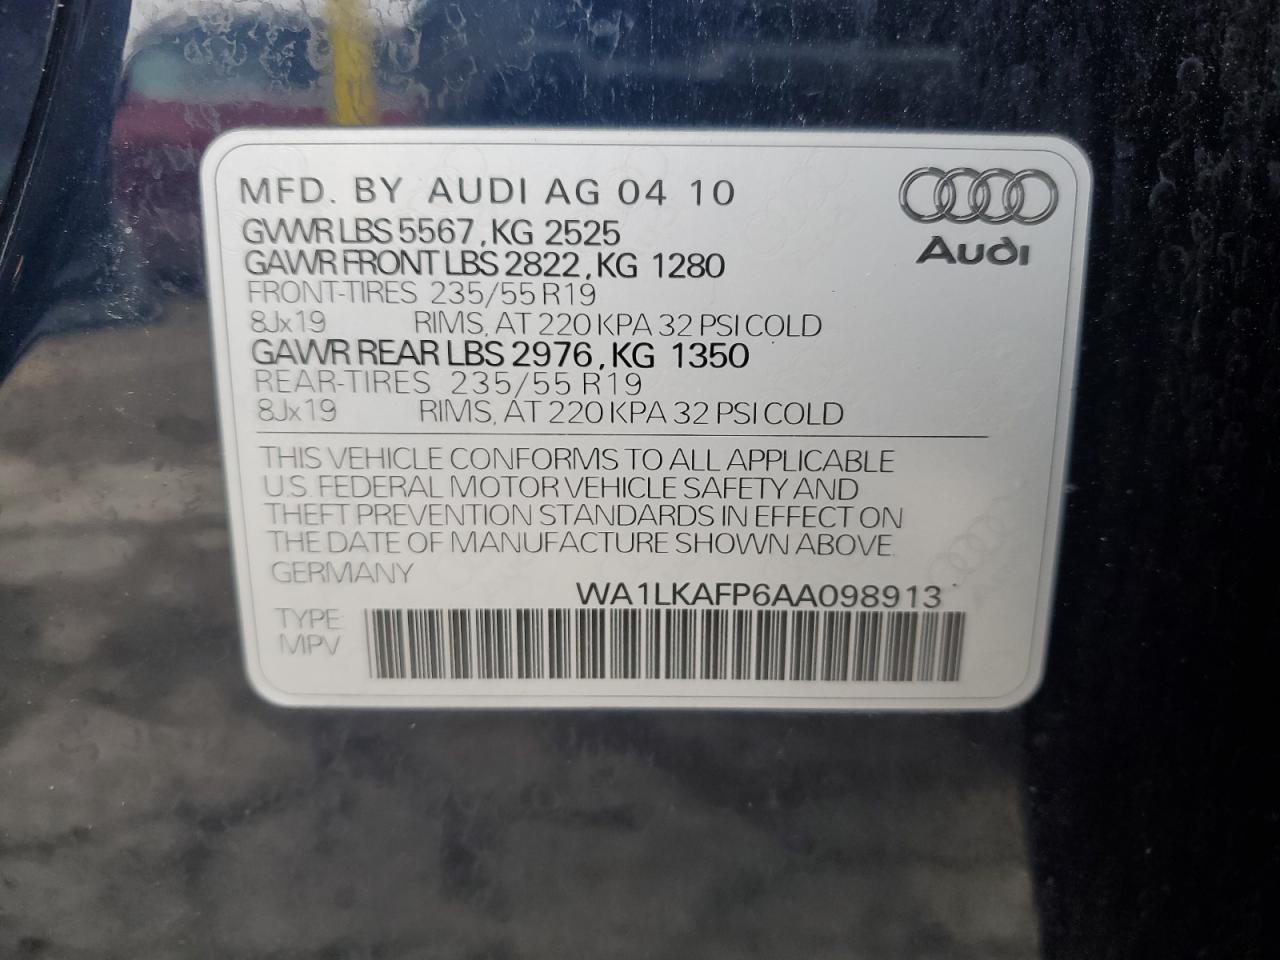 MFD. BY AUDI AG 04 10
GVWR LBS 5567, KG 2525
GAWR FRONT LBS 2822, KG 1280
FRONT-TIRES 235/55 R19
8Jx19 RIMS, AT 220 KPA 32 PSI COLD
GAWR REAR LBS 2976, KG 1350
REAR-TIRES 235/55 R19
8Jx19 RIMS, AT 220 KPA 32 PSI COLD
Audi
THIS VEHICLE CONFORMS TO ALL APPLICABLE
U.S. FEDERAL MOTOR VEHICLE SAFETY AND
THEFT PREVENTION STANDARDS IN EFFECT ON
THE DATE OF MANUFACTURE SHOWN ABOVE.
GERMANY
WA1LKAFP6AA098913
TYPE
MPV